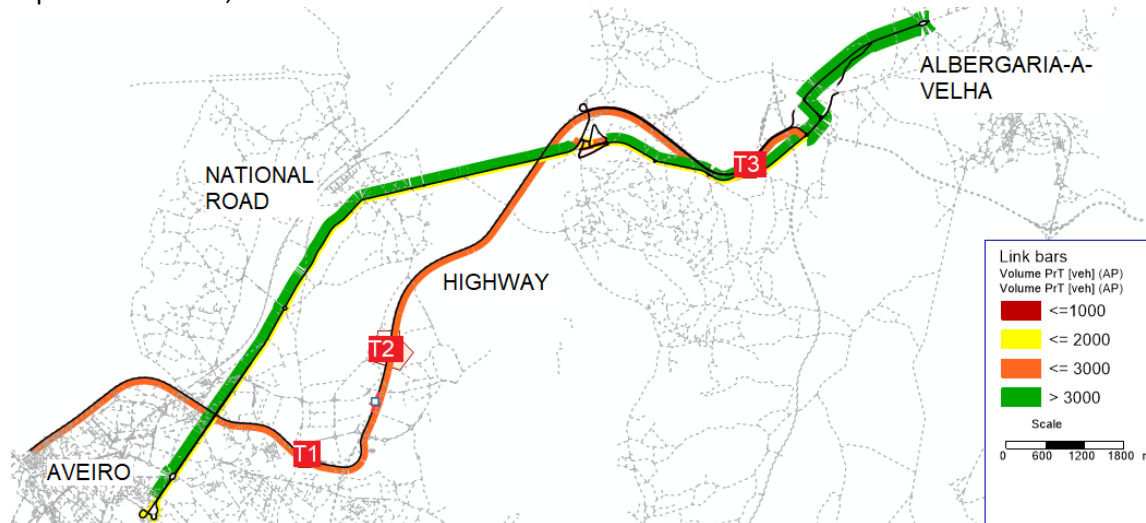 ALBERGARIA-A-
VELHA
NATIONAL
ROAD
T3
HIGHWAY
T2
T1
AVEIRO
Link bars
Volume PrT [veh] (AP)
Volume PrT [veh] (AP)
<=1000
<= 2000
<= 3000
> 3000
Scale
0 600 1200 1800